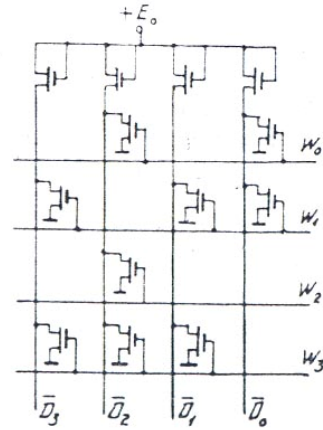 +E₀
W₀
W₁
W₂
W₃
D̅₃ D̅₂ D̅₁ D̅₀